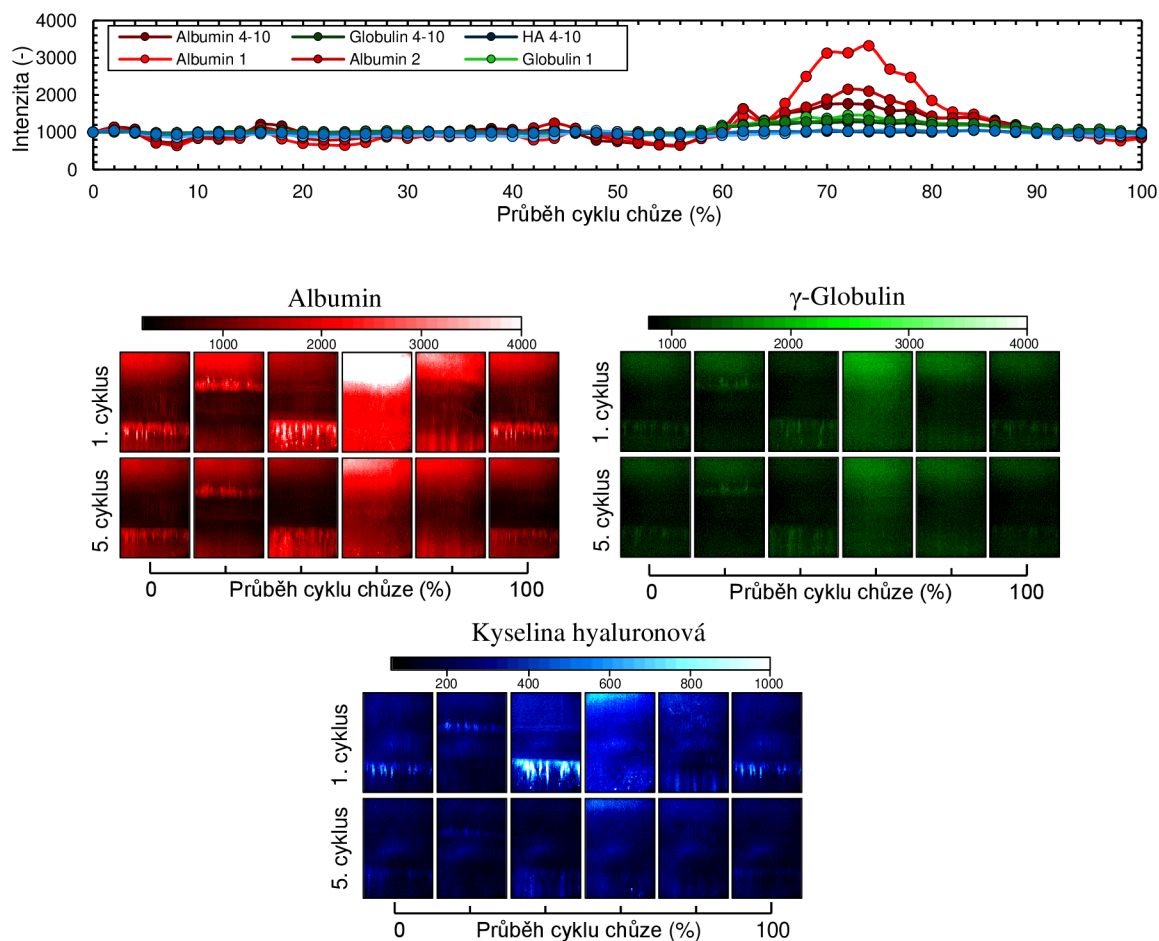 Intenzita (-)
4000
3000
2000
1000
0
Albumin 4-10
Globulin 4-10
HA 4-10
Albumin 1
Albumin 2
Globulin 1
0 10 20 30 40 50 60 70 80 90 100
Průběh cyklu chůze (%)
Albumin
1000 2000 3000 4000
1. cyklus
5. cyklus
0 Průběh cyklu chůze (%) 100
γ-Globulin
1000 2000 3000 4000
1. cyklus
5. cyklus
0 Průběh cyklu chůze (%) 100
Kyselina hyaluronová
200 400 600 800 1000
1. cyklus
5. cyklus
0 Průběh cyklu chůze (%) 100